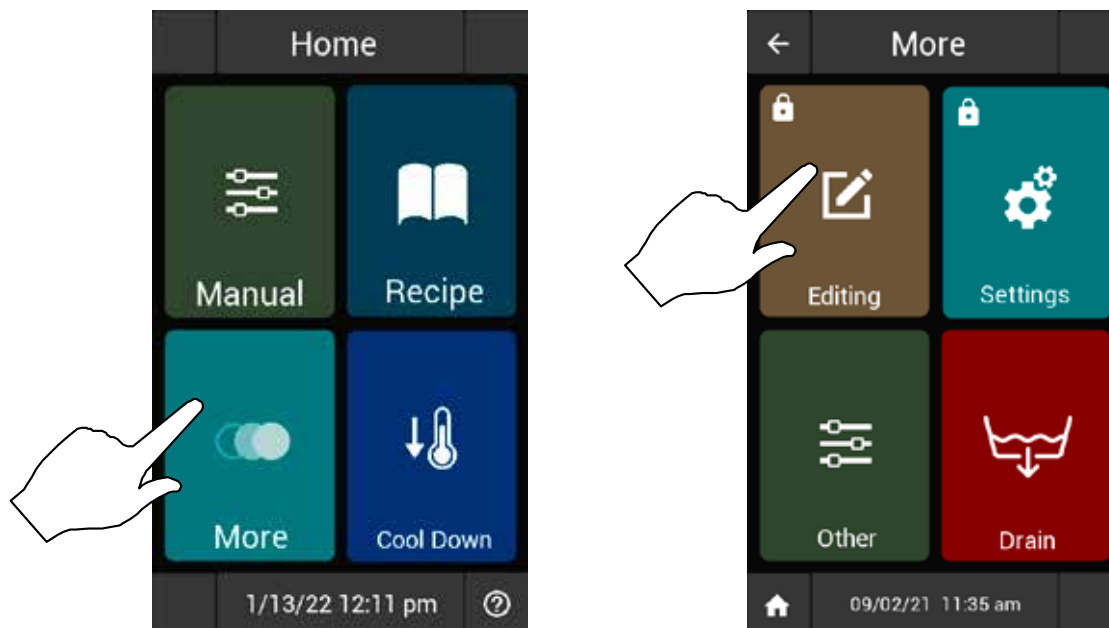 Home
Manual
Recipe
More
Cool Down
1/13/22 12:11 pm
?
More
Editing
Settings
Other
Drain
09/02/21 11:35 am